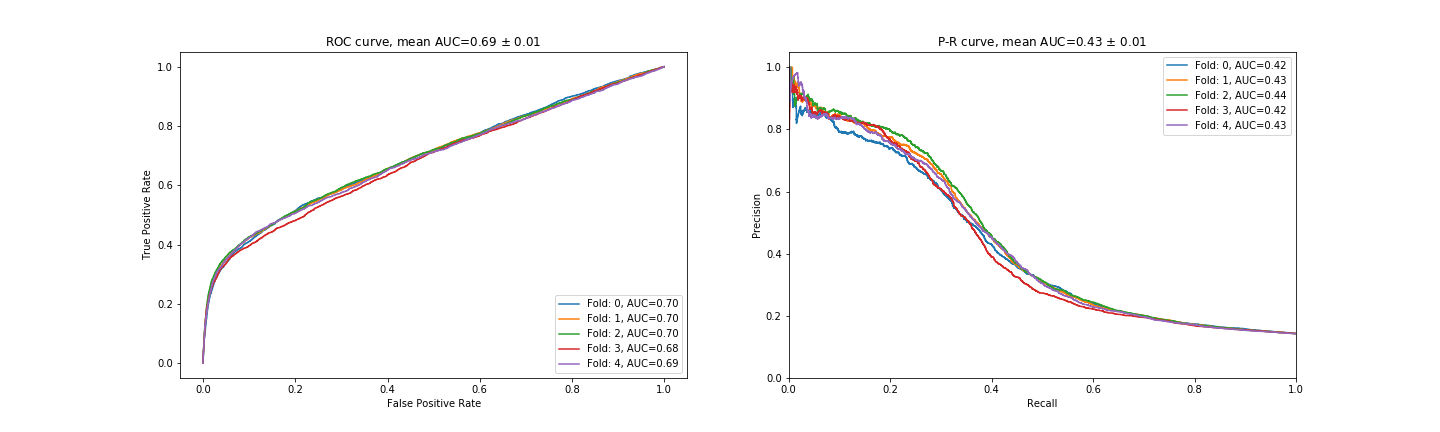 ROC curve, mean AUC=0.69 ± 0.01
True Positive Rate
1.0
0.8
0.6
0.4
0.2
0.0
Fold: 0, AUC=0.70
Fold: 1, AUC=0.70
Fold: 2, AUC=0.70
Fold: 3, AUC=0.68
Fold: 4, AUC=0.69
0.0 0.2 0.4 0.6 0.8 1.0
False Positive Rate
P-R curve, mean AUC=0.43 ± 0.01
Precision
1.0
0.8
0.6
0.4
0.2
0.0
Fold: 0, AUC=0.42
Fold: 1, AUC=0.43
Fold: 2, AUC=0.44
Fold: 3, AUC=0.42
Fold: 4, AUC=0.43
0.0 0.2 0.4 0.6 0.8 1.0
Recall